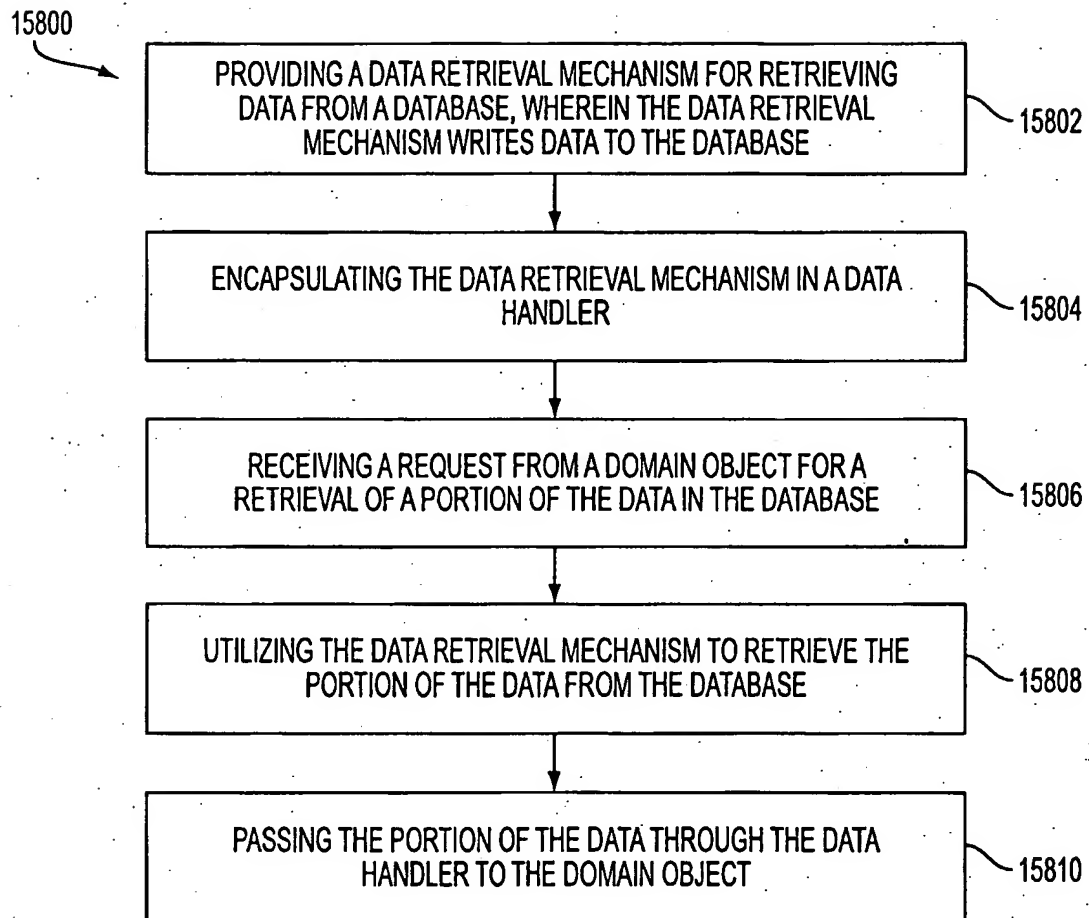 15800
PROVIDING A DATA RETRIEVAL MECHANISM FOR RETRIEVING
DATA FROM A DATABASE, WHEREIN THE DATA RETRIEVAL
MECHANISM WRITES DATA TO THE DATABASE
15802
ENCAPSULATING THE DATA RETRIEVAL MECHANISM IN A DATA
HANDLER
15804
RECEIVING A REQUEST FROM A DOMAIN OBJECT FOR A
RETRIEVAL OF A PORTION OF THE DATA IN THE DATABASE
15806
UTILIZING THE DATA RETRIEVAL MECHANISM TO RETRIEVE THE
PORTION OF THE DATA FROM THE DATABASE
15808
PASSING THE PORTION OF THE DATA THROUGH THE DATA
HANDLER TO THE DOMAIN OBJECT
15810